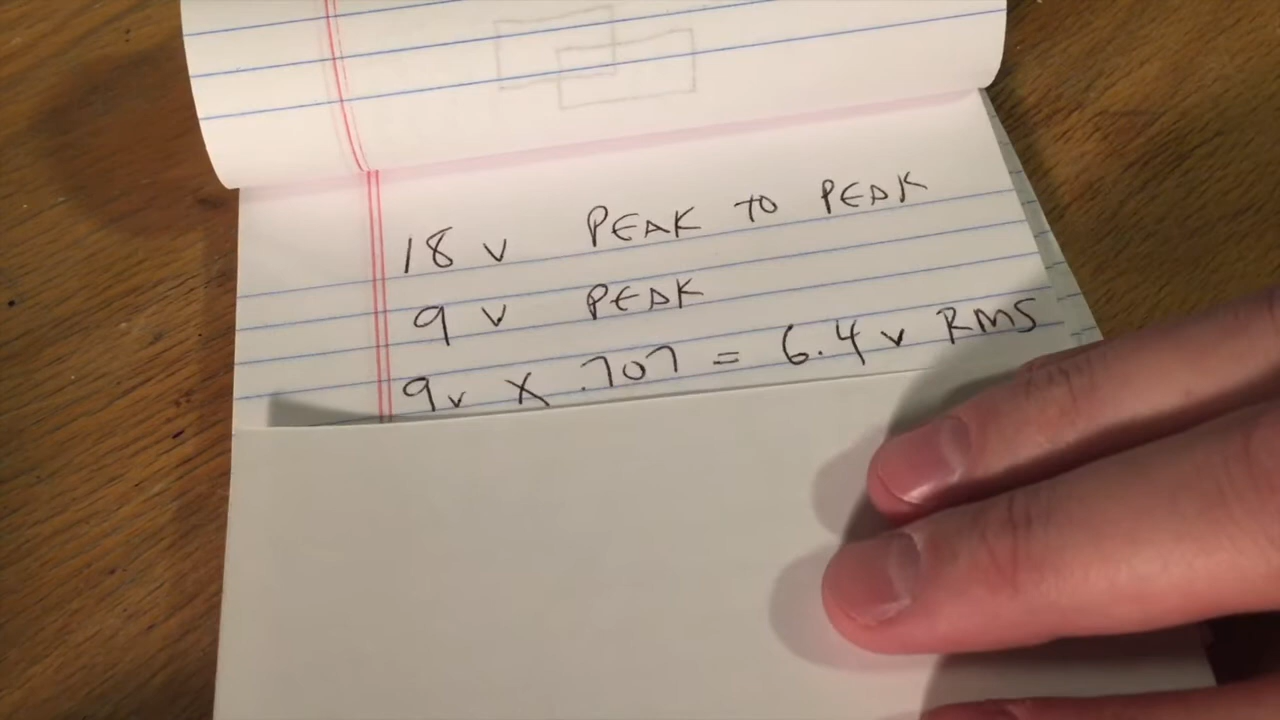 18 v PEAK TO PEAK
9 v PEAK
9v X .707 = 6.4 v RMS